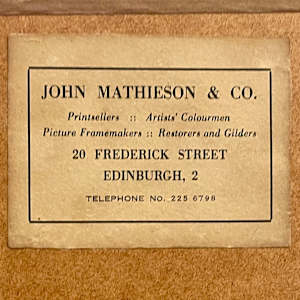 JOHN MATHIESON & CO.
Printsellers :: Artists' Colourmen
Picture Framemakers :: Restorers and Gilders
20 FREDERICK STREET
EDINBURGH, 2
TELEPHONE No. 225 6798